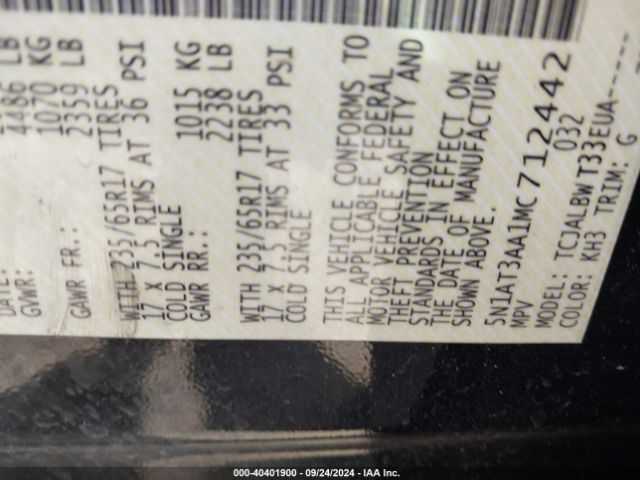 DATE:
GVWR: 4486 LB
1070 KG
GAWR FR.: 2359 LB
WITH 235/65R17 TIRES
17 X 7.5 RIMS AT 36 PSI
COLD SINGLE 1015 KG
GAWR RR.: 2238 LB
WITH 235/65R17 TIRES
17 X 7.5 RIMS AT 33 PSI
COLD SINGLE
THIS VEHICLE CONFORMS TO
ALL APPLICABLE FEDERAL
MOTOR VEHICLE SAFETY AND
THEFT PREVENTION
STANDARDS IN EFFECT ON
THE DATE OF MANUFACTURE
SHOWN ABOVE.
5N1AT3AA1MC712442
MPV 032
MODEL: TCJALBW T33EUA------
COLOR: KH3 TRIM: G
000-40401900 - 09/24/2024 - IAA Inc.